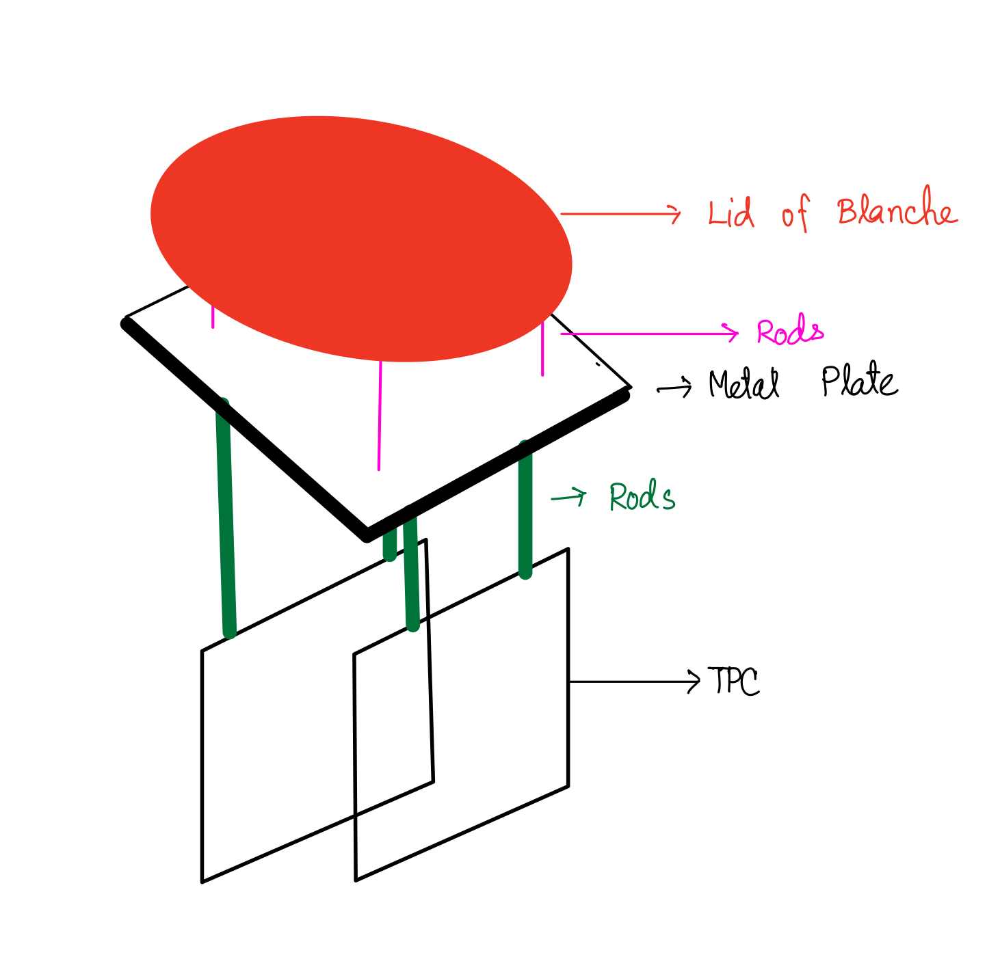 Lid of Blanche
Rods
Metal Plate
Rods
TPC